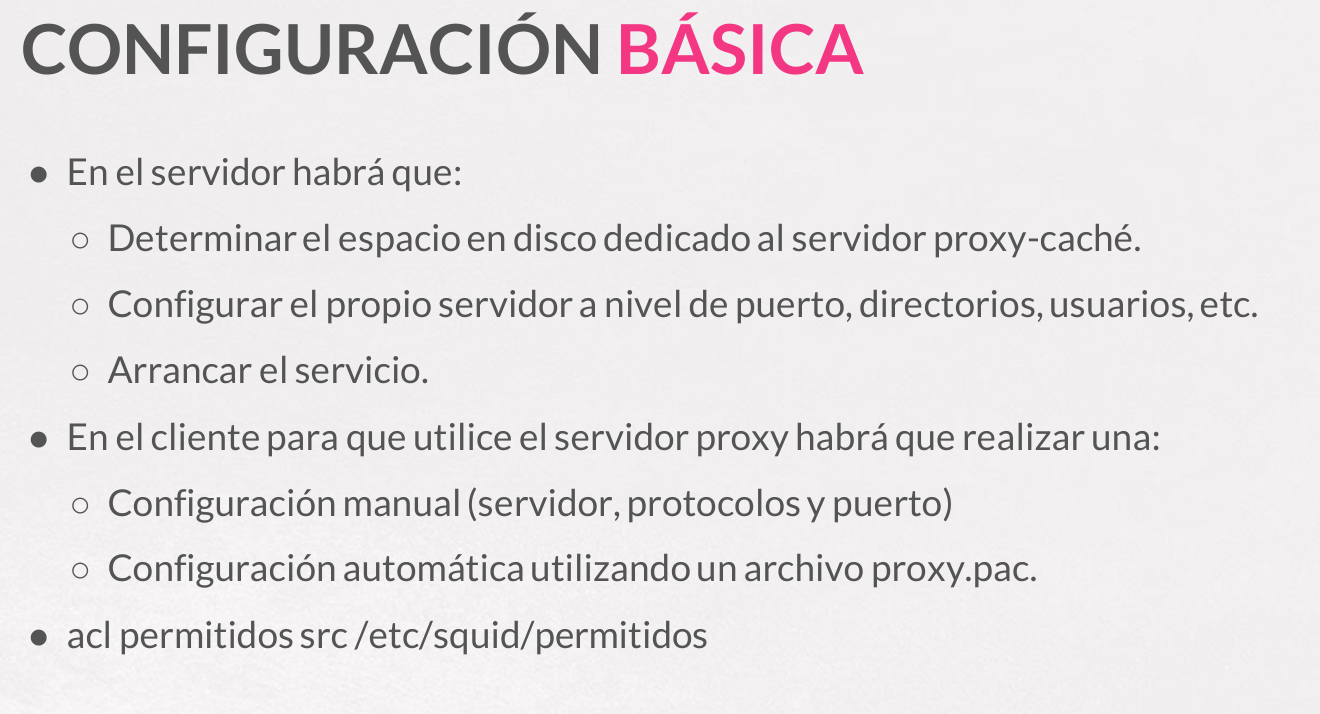 CONFIGURACIÓN BÁSICA
● En el servidor habrá que:
○ Determinar el espacio en disco dedicado al servidor proxy-caché.
○ Configurar el propio servidor a nivel de puerto, directorios, usuarios, etc.
○ Arrancar el servicio.
● En el cliente para que utilice el servidor proxy habrá que realizar una:
○ Configuración manual (servidor, protocolos y puerto)
○ Configuración automática utilizando un archivo proxy.pac.
● acl permitidos src /etc/squid/permitidos